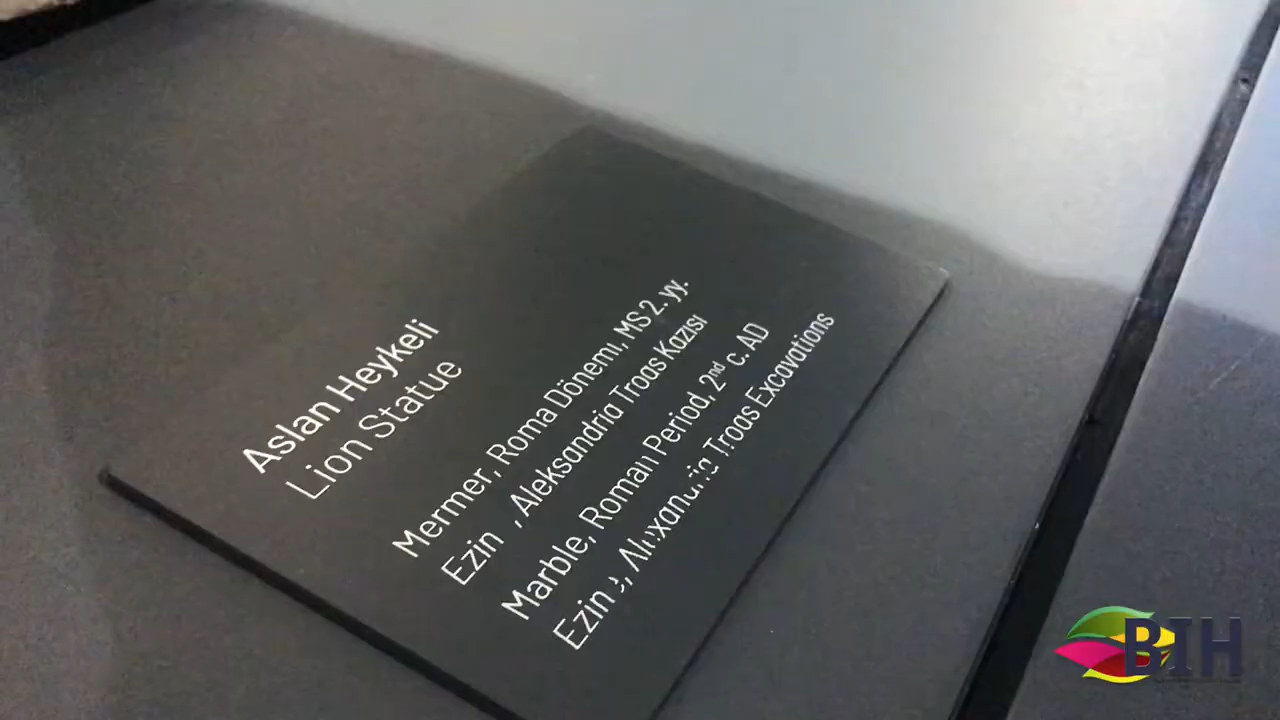 Aslan Heykeli
Lion Statue
Mermer, Roma Dönemi, MS 2. yy.
Ezin , Aleksandria Troas Kazısı
Marble, Roman Period, 2nd c. AD
Ezin , Troas Excavations
BIH